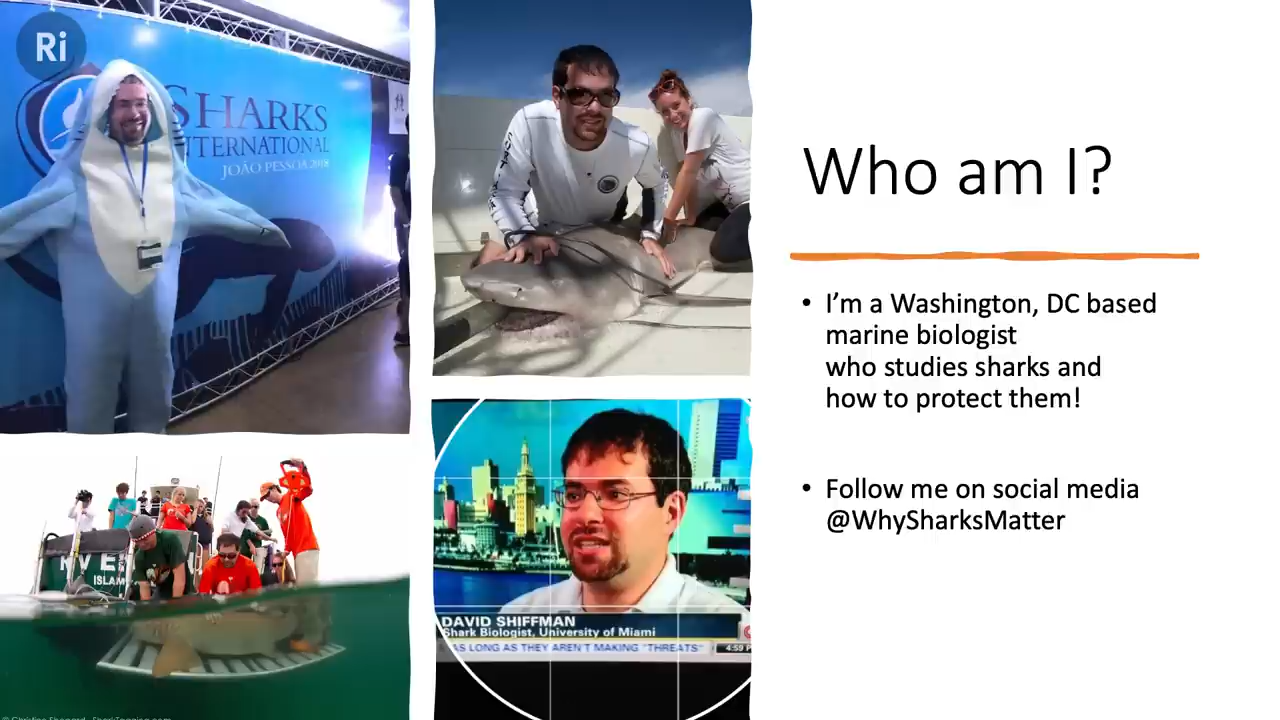 Ri
SHARKS
INTERNATIONAL
JOÃO PESSOA 2018
Who am I?
• I’m a Washington, DC based
marine biologist
who studies sharks and
how to protect them!
• Follow me on social media
@WhySharksMatter
ISLAM
DAVID SHIFFMAN
Shark Biologist, University of Miami
AS LONG AS THEY AREN'T MAKING "THREATS"
4:59 P